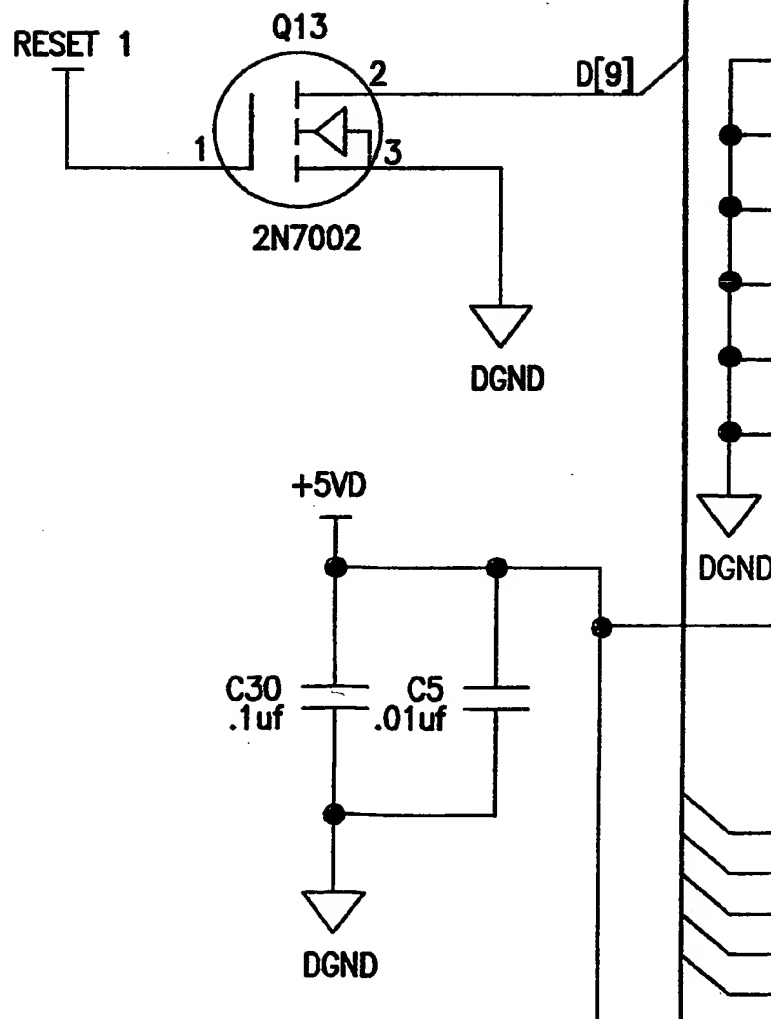 Q13
RESET 1
2
D[9]
1
3
2N7002
DGND
+5VD
DGND
C30
.1uf
C5
.01uf
DGND